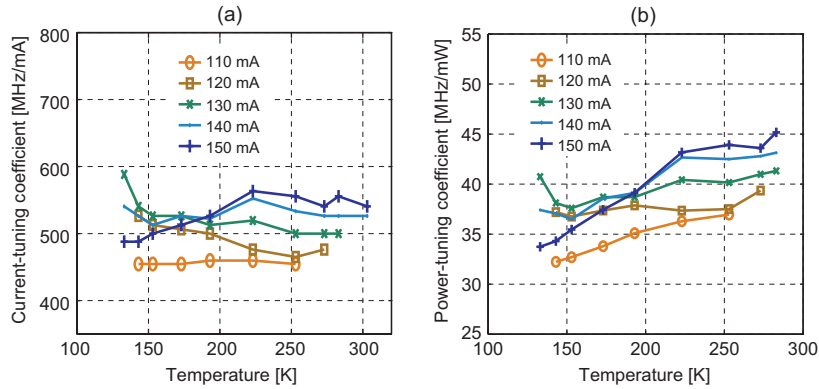 (a)
Current-tuning coefficient [MHz/mA]
800
700
600
500
400
110 mA
120 mA
130 mA
140 mA
150 mA
100 150 200 250 300
Temperature [K]
(b)
Power-tuning coefficient [MHz/mW]
55
50
45
40
35
30
25
110 mA
120 mA
130 mA
140 mA
150 mA
100 150 200 250 300
Temperature [K]